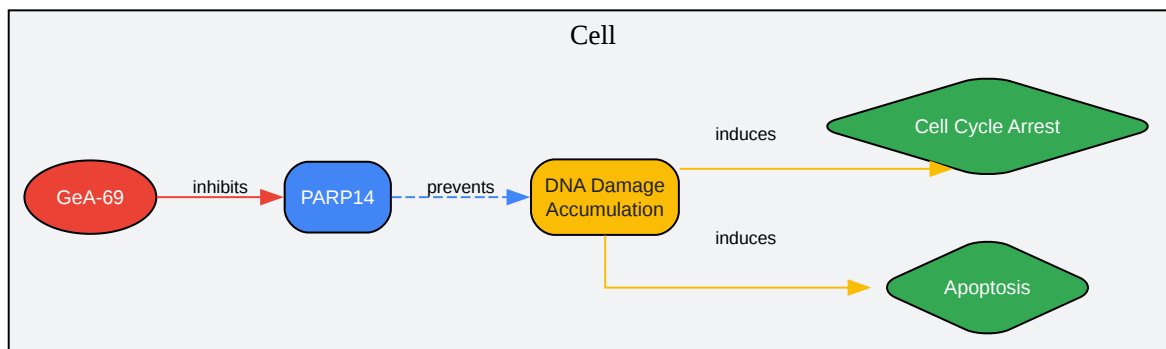 Cell
GeA-69
inhibits
PARP14
prevents
DNA Damage
Accumulation
induces
Cell Cycle Arrest
induces
Apoptosis